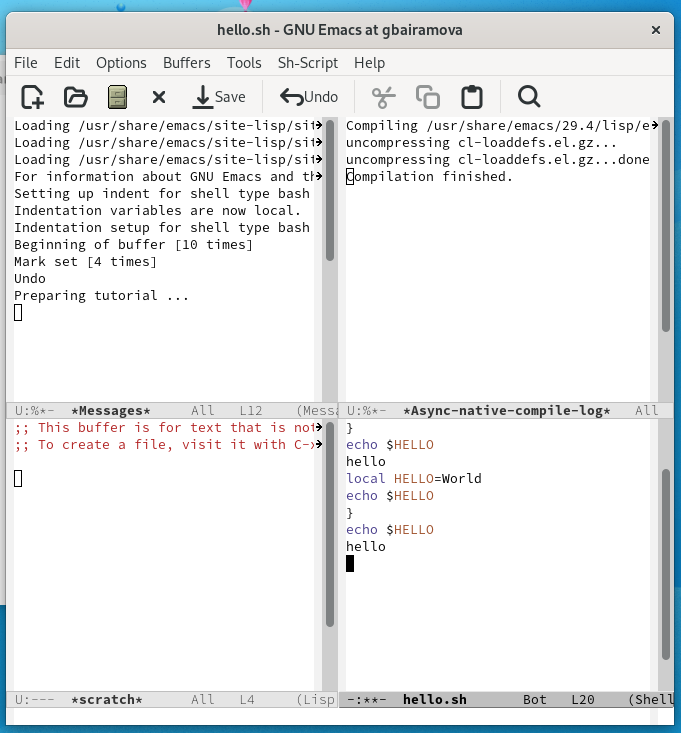 hello.sh - GNU Emacs at gbairamova
File Edit Options Buffers Tools Sh-Script Help
Save Undo
Loading /usr/share/emacs/site-lisp/sit
Loading /usr/share/emacs/site-lisp/sit
Loading /usr/share/emacs/site-lisp/sit
For information about GNU Emacs and th
Setting up indent for shell type bash
Indentation variables are now local.
Indentation setup for shell type bash
Beginning of buffer [10 times]
Mark set [4 times]
Undo
Preparing tutorial ...
U:%*-  *Messages*     All   L12    (Messa
Compiling /usr/share/emacs/29.4/lisp/e
uncompressing cl-loaddefs.el.gz...
uncompressing cl-loaddefs.el.gz...done
Compilation finished.
U:%*-  *Async-native-compile-log*   All
;; This buffer is for text that is not
;; To create a file, visit it with C-x
U:---  *scratch*      All   L4     (Lisp
}
echo $HELLO
hello
local HELLO=World
echo $HELLO
}
echo $HELLO
hello
-:**-  hello.sh       Bot   L20    (Shell